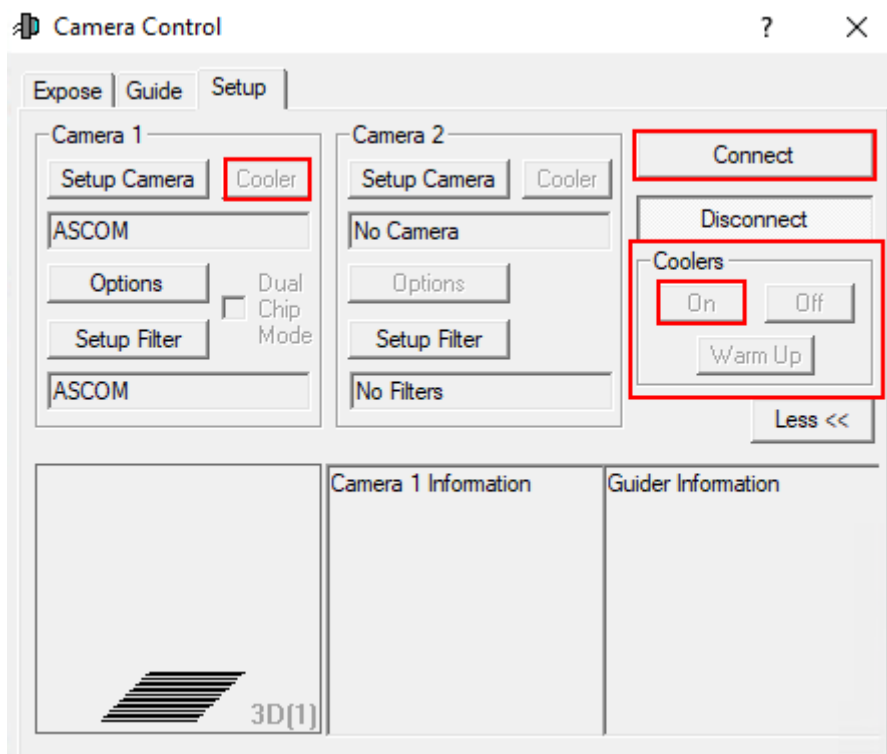 Camera Control
?
Expose
Guide
Setup
Camera 1
Setup Camera
Cooler
ASCOM
Options
Dual
Chip
Mode
Setup Filter
ASCOM
Camera 2
Setup Camera
Cooler
No Camera
Options
Setup Filter
No Filters
Connect
Disconnect
Coolers
On
Off
Warm Up
Less <<
3D(1)
Camera 1 Information
Guider Information